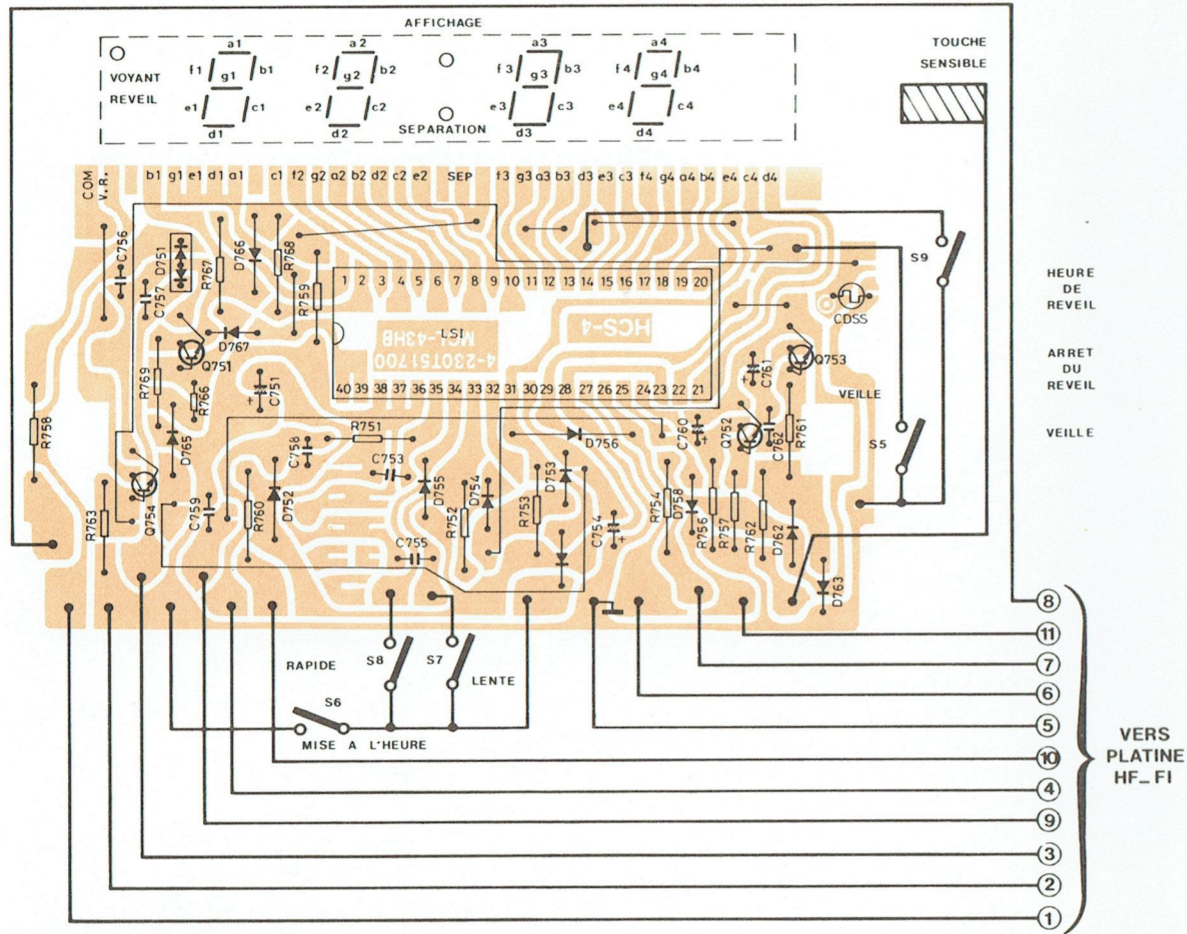 AFFICHAGE
VOYANT
REVEIL
a1
f1 g1 b1
e1 c1
d1
a2
f2 g2 b2
e2 c2
d2
SEPARATION
a3
f3 g3 b3
e3 c3
d3
a4
f4 g4 b4
e4 c4
d4
TOUCHE
SENSIBLE
COM
V.R.
b1 g1 e1 d1 a1 c1 f2 g2 a2 b2 d2 c2 e2 SEP f3 g3 a3 b3 d3 e3 c3 f4 g4 a4 b4 e4 c4 d4
C756
D751
C757
R767
D766
R768
R759
D767
Q751
R769
R766
C751
D765
1 2 3 4 5 6 7 8 9 10 11 12 13 14 15 16 17 18 19 20
LSI
4-230751700
MCL-43HB
HCS-4
40 39 38 37 36 35 34 33 32 31 30 29 28 27 26 25 24 23 22 21
CDSS
Q753
C761
S9
HEURE
DE
REVEIL
ARRET
DU
REVEIL
VEILLE
VEILLE
S5
R758
R763
Q754
C759
R760
D752
C758
R751
C753
D755
R752
D754
C755
R753
D753
D756
C754
R754
D758
C760
Q752
C762
R761
R756
R757
R762
D762
D763
RAPIDE
S8
S7
LENTE
S6
MISE A L'HEURE
8
11
7
6
5
10
4
9
3
2
1
VERS
PLATINE
HF_FI